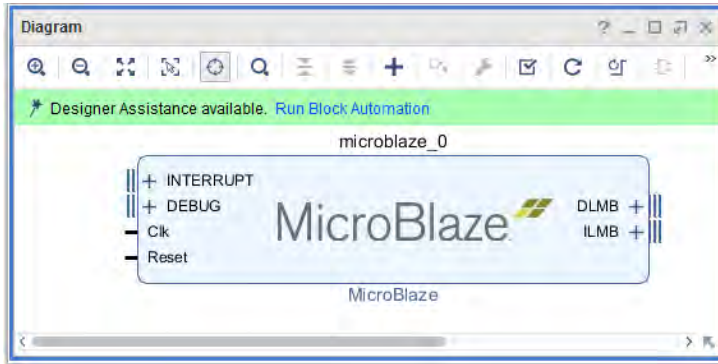 Diagram
Designer Assistance available. Run Block Automation
microblaze_0
INTERRUPT
DEBUG
Clk
Reset
MicroBlaze
DLMB
ILMB
MicroBlaze